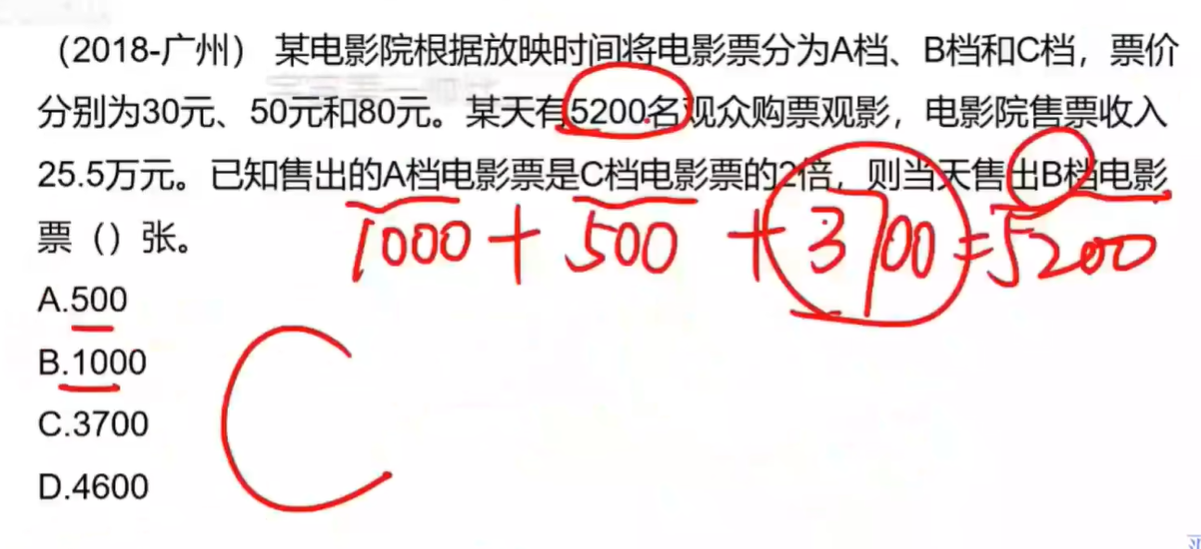 （2018-广州） 某电影院根据放映时间将电影票分为A档、B档和C档，票价
分别为30元、50元和80元。某天有5200名观众购票观影，电影院售票收入
25.5万元。已知售出的A档电影票是C档电影票的2倍，则当天售出B档电影
票（）张。
1000 + 500 + 3700 = 5200
A.500
B.1000
C.3700
D.4600
C